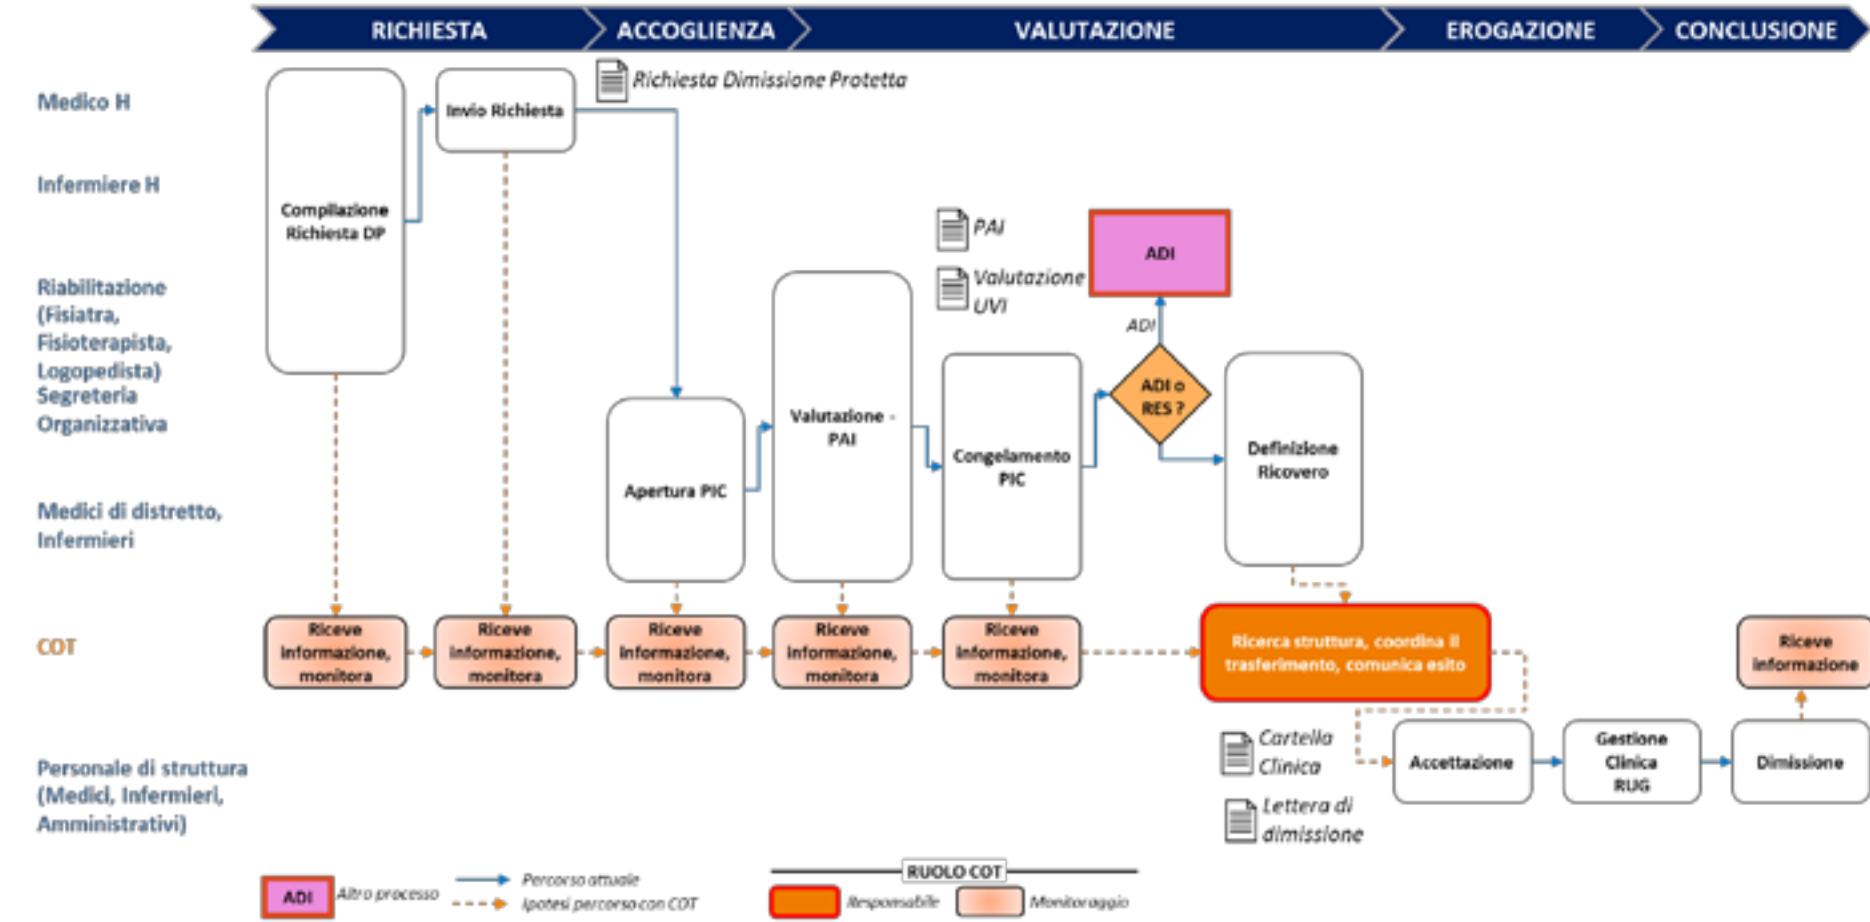 RICHIESTA
ACCOGLIENZA
VALUTAZIONE
EROGAZIONE
CONCLUSIONE
Medico H
Infermiere H
Riabilitazione
(Fisiatra,
Fisioterapista,
Logopedista)
Segreteria
Organizzativa
Medici di distretto,
Infermieri
COT
Personale di struttura
(Medici, Infermieri,
Amministrativi)
Compilazione
Richiesta DP
Invio Richiesta
Richiesta Dimissione Protetta
Apertura PIC
Valutazione -
PAI
PAI
Valutazione
UVI
Congelamento
PIC
ADI
ADI
ADI o
RES ?
Definizione
Ricovero
Riceve
informazione,
monitora
Riceve
informazione,
monitora
Riceve
informazione,
monitora
Riceve
informazione,
monitora
Riceve
informazione,
monitora
Ricerca struttura, coordina il
trasferimento, comunica esito
Riceve
informazione
Cartella
Clinica
Lettera di
dimissione
Accettazione
Gestione
Clinica
RUG
Dimissione
ADI
Altro processo
Percorso attuale
Ipotesi percorso con COT
RUOLO COT
Responsabile
Monitoraggio